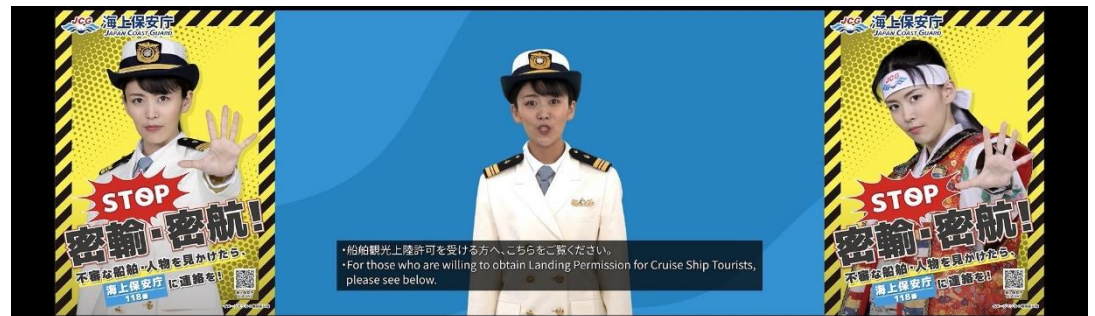 JCG 海上保安庁
JAPAN COAST GUARD
STOP
密輸・密航!
不審な船舶・人物を見かけたら、
海上保安庁
118番
に連絡を!
・船舶観光上陸許可を受ける方へ、こちらをご覧ください。
・For those who are willing to obtain Landing Permission for Cruise Ship Tourists,
please see below.
JCG 海上保安庁
JAPAN COAST GUARD
JCG
STOP
密輸・密航!
不審な船舶・人物を見かけたら、
海上保安庁
118番
に連絡を!